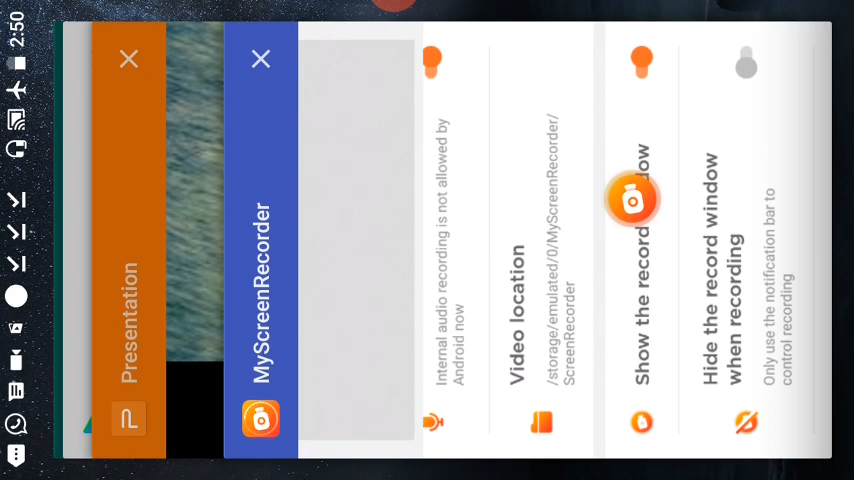 2:50
Presentation
MyScreenRecorder
Internal audio recording is not allowed by
Android now
Video location
/storage/emulated/0/MyScreenRecorder/
ScreenRecorder
Show the record
dow
Hide the record window
when recording
Only use the notification bar to
control recording